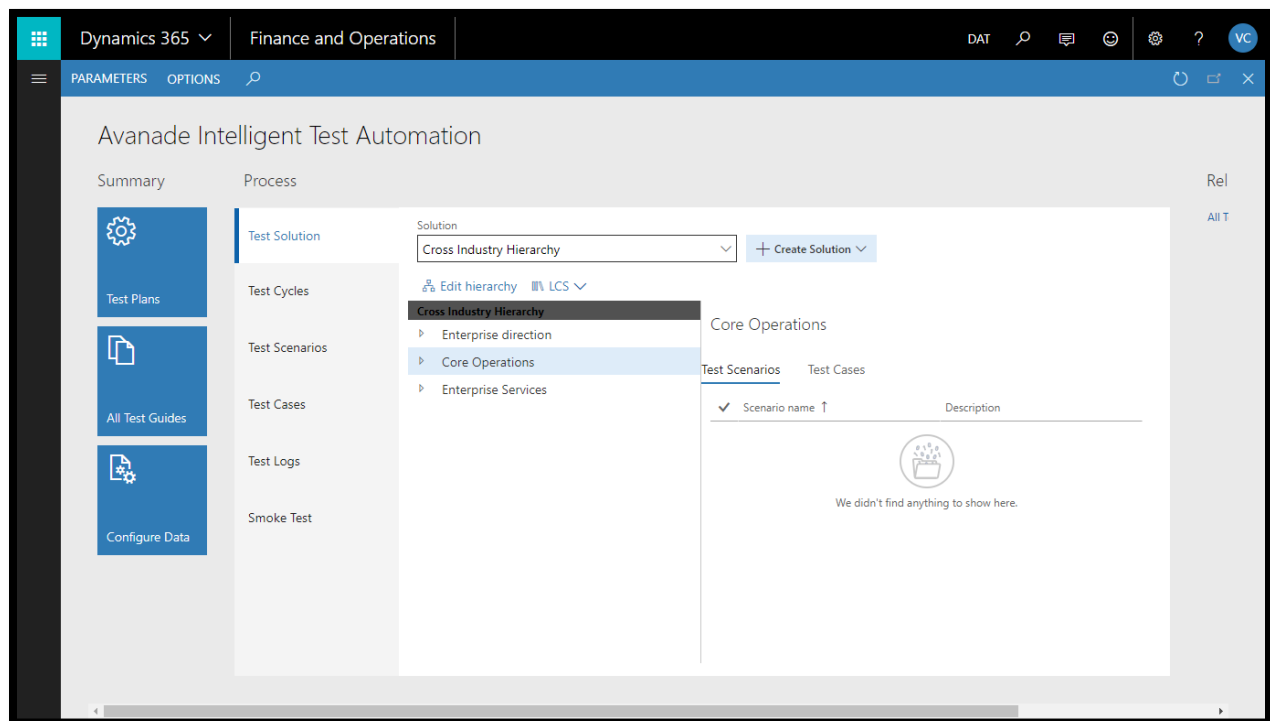 Dynamics 365 Finance and Operations DAT ? VC
PARAMETERS OPTIONS
Avanade Intelligent Test Automation
Summary Process Rel
Test Plans
All Test Guides
Configure Data
Test Solution
Test Cycles
Test Scenarios
Test Cases
Test Logs
Smoke Test
Solution
Cross Industry Hierarchy + Create Solution
Edit hierarchy LCS
Cross Industry Hierarchy
Enterprise direction
Core Operations
Enterprise Services
Core Operations
Test Scenarios Test Cases
Scenario name ↑ Description
We didn't find anything to show here.
All T